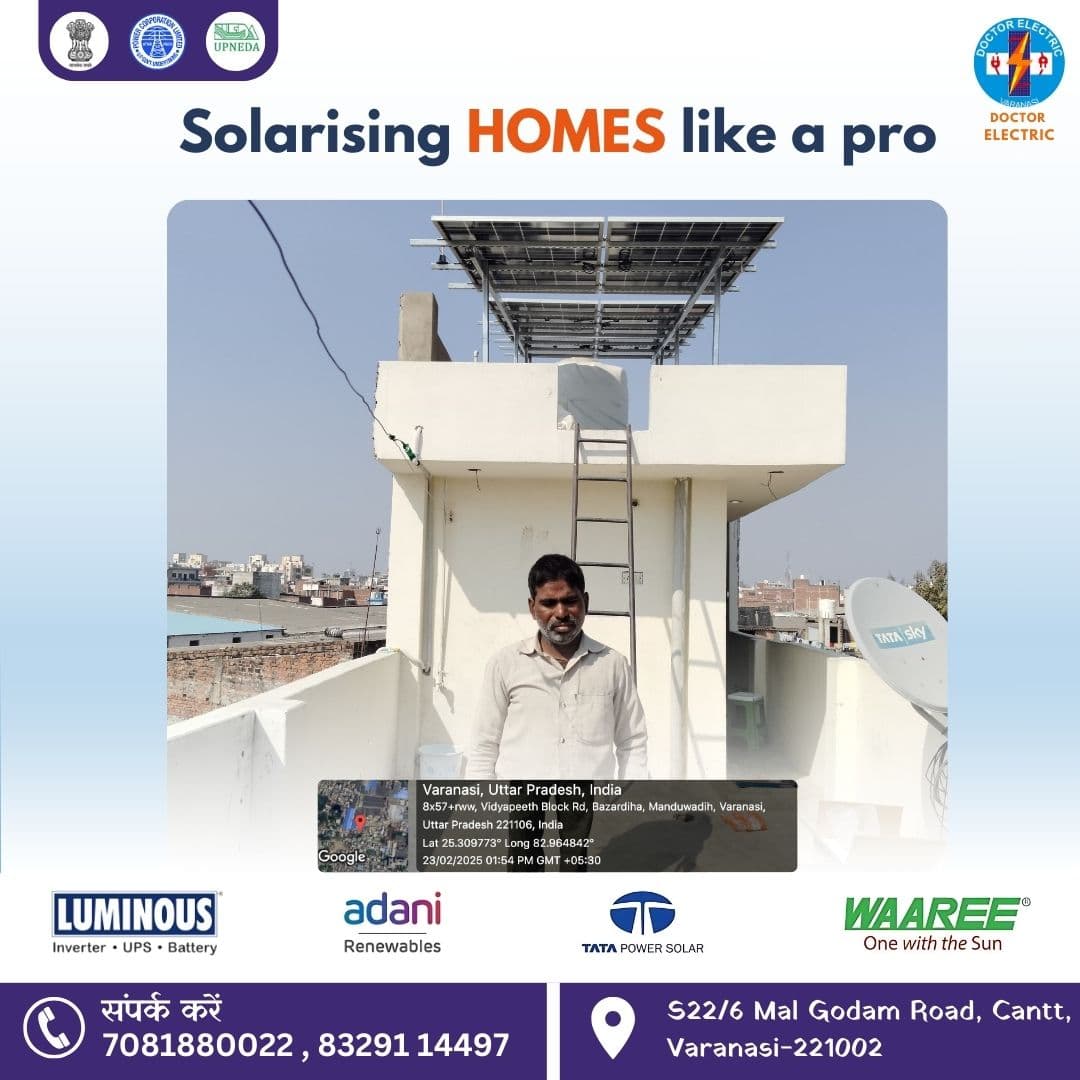 POWER CORPORATION LIMITED
UPNEDA
DOCTOR ELECTRIC
VARANASI
DOCTOR
ELECTRIC
Solarising HOMES like a pro
TATA sky
Varanasi, Uttar Pradesh, India
8x57+rww, Vidyapeeth Block Rd, Bazardiha, Manduwadih, Varanasi,
Uttar Pradesh 221106, India
Lat 25.309773° Long 82.964842°
23/02/2025 01:54 PM GMT +05:30
Google
LUMINOUS
Inverter • UPS • Battery
adani
Renewables
TATA POWER SOLAR
WAAREE®
One with the Sun
संपर्क करें
7081880022 , 83291 14497
S22/6 Mal Godam Road, Cantt,
Varanasi-221002